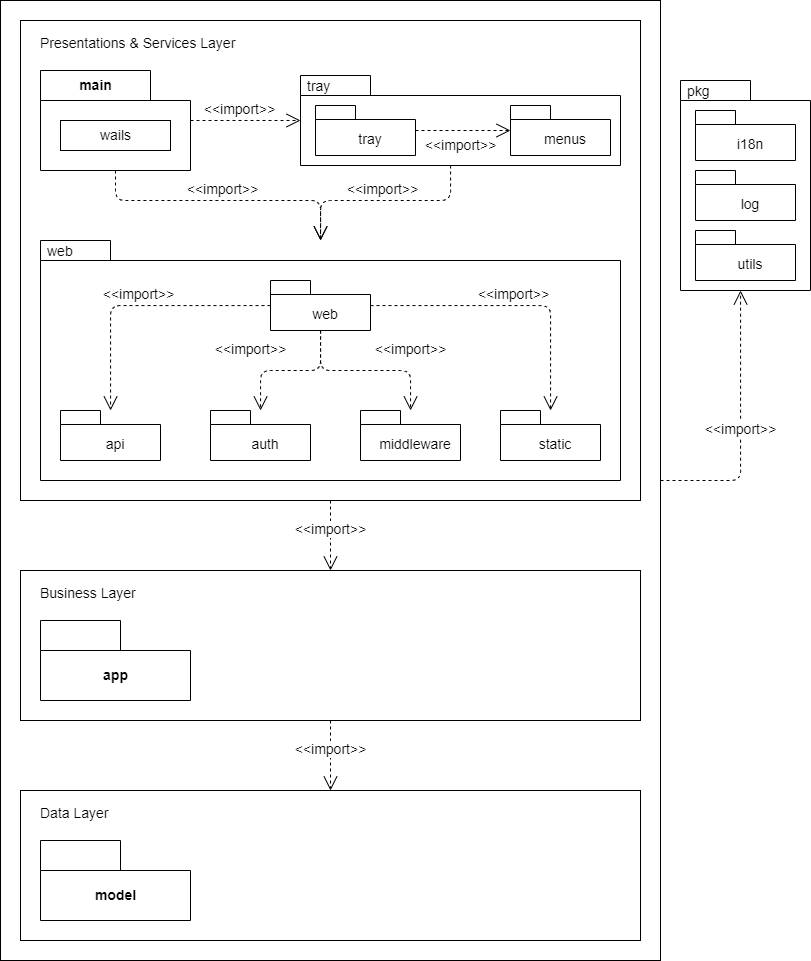 Presentations & Services Layer
main
wails
<<import>>
tray
tray
<<import>>
menus
<<import>>
<<import>>
web
web
<<import>>
<<import>>
<<import>>
<<import>>
api
auth
middleware
static
<<import>>
Business Layer
app
<<import>>
Data Layer
model
pkg
i18n
log
utils
<<import>>